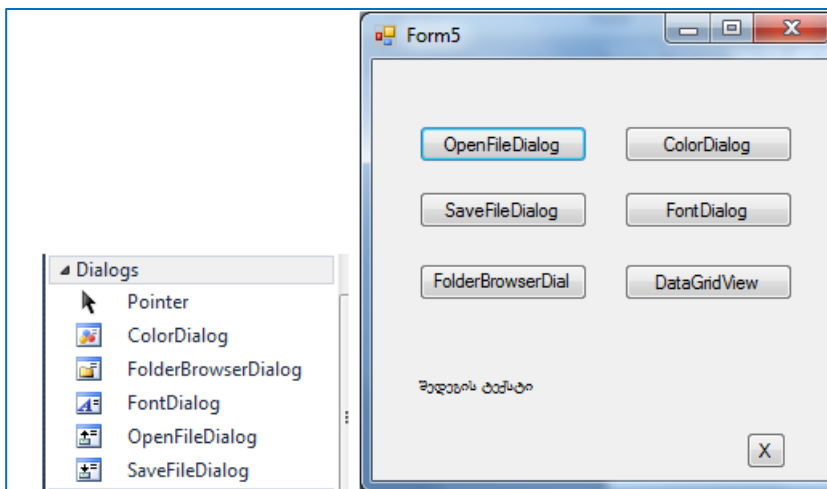 Dialogs
Pointer
ColorDialog
FolderBrowserDialog
FontDialog
OpenFileDialog
SaveFileDialog
Form5
OpenFileDialog
ColorDialog
SaveFileDialog
FontDialog
FolderBrowserDial
DataGridView
შედეგის ტექსტი
X